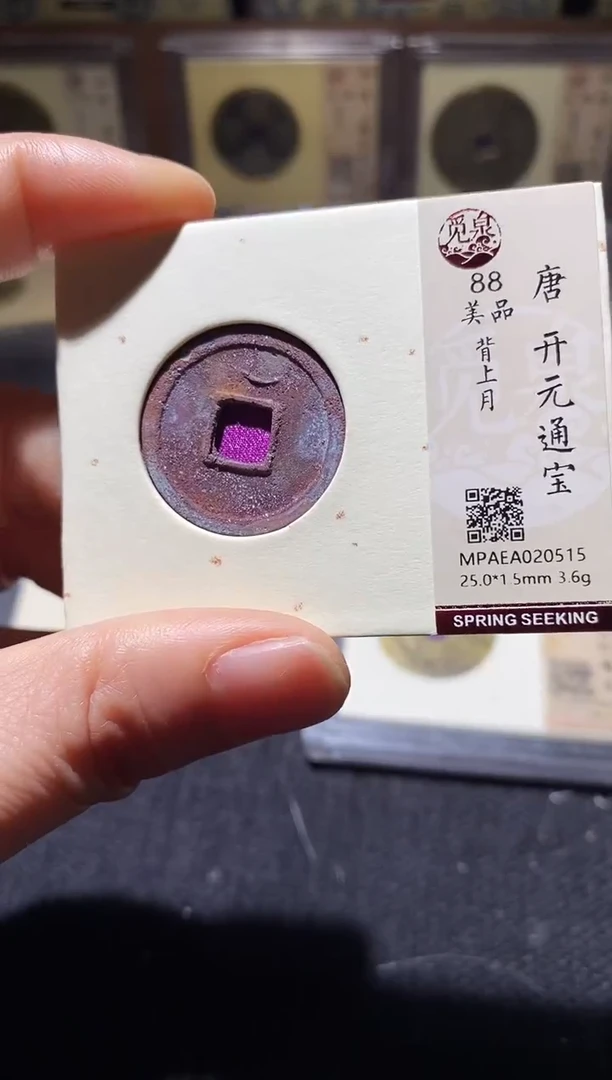 觅泉
88
美品
背上月
唐 开元通宝
MPAEA020515
25.0*1.5mm 3.6g
SPRING SEEKING